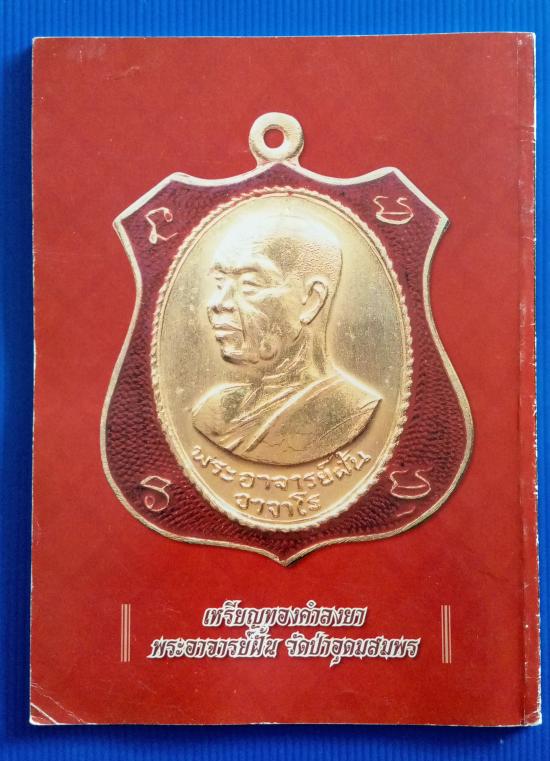 พระอาจารย์ฝั้น
อาจาโร
เหรียญทองคำลงยา
พระอาจารย์ฝั้น วัดป่าอุดมสมพร